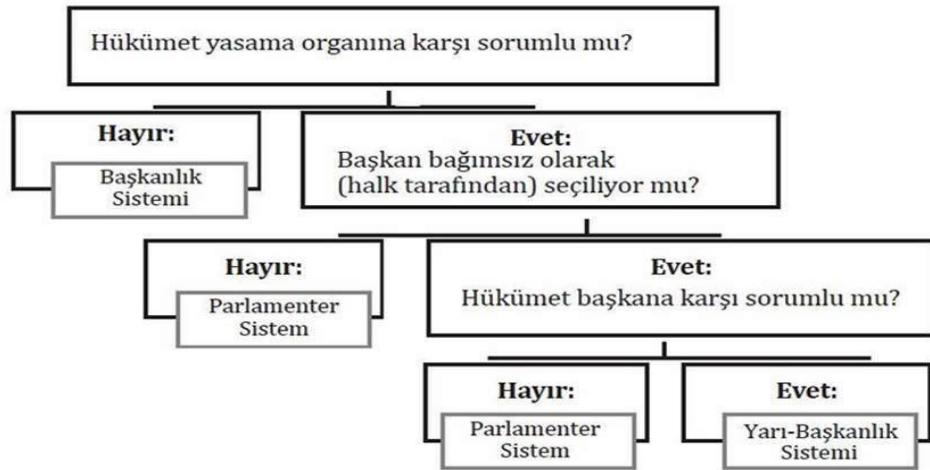 Hükümet yasama organına karşı sorumlu mu?
Hayır:
Başkanlık
Sistemi
Evet:
Başkan bağımsız olarak
(halk tarafından) seçiliyor mu?
Hayır:
Parlamenter
Sistem
Evet:
Hükümet başkana karşı sorumlu mu?
Hayır:
Parlamenter
Sistem
Evet:
Yarı-Başkanlık
Sistemi